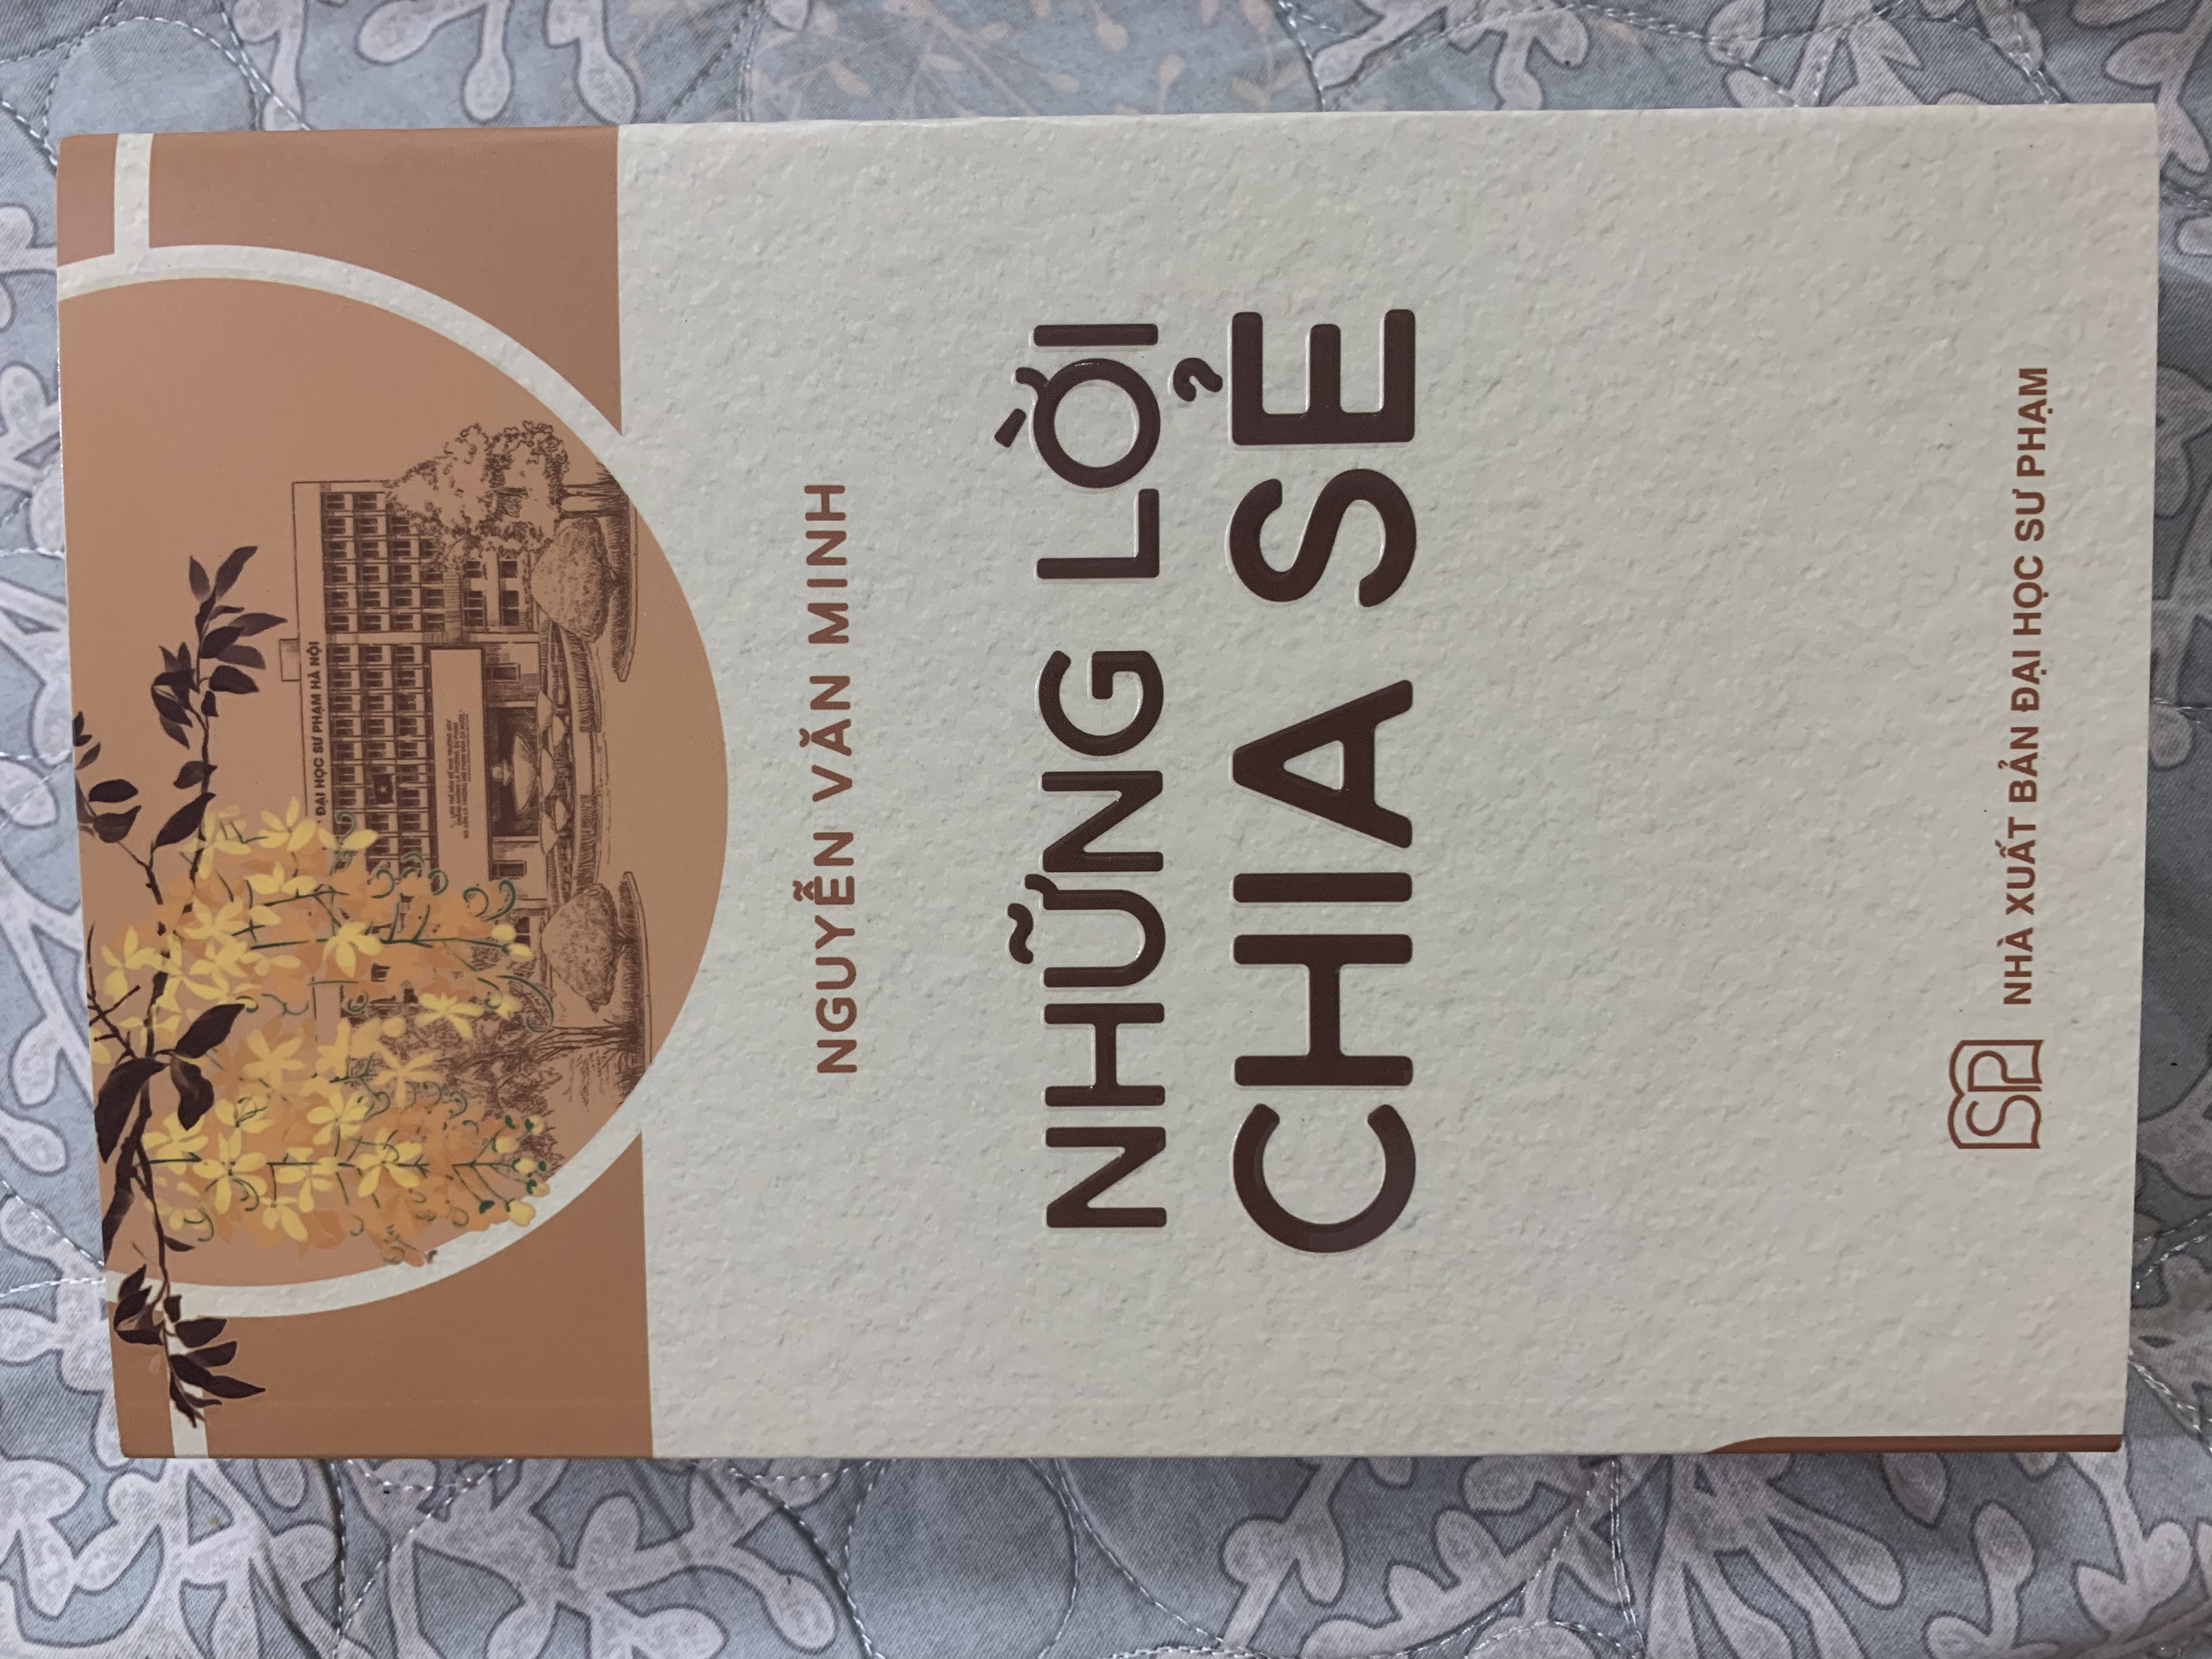 ĐẠI HỌC SƯ PHẠM HÀ NỘI
NGUYỄN VĂN MINH
NHỮNG LỜI
CHIA SẺ
SP
NHÀ XUẤT BẢN ĐẠI HỌC SƯ PHẠM